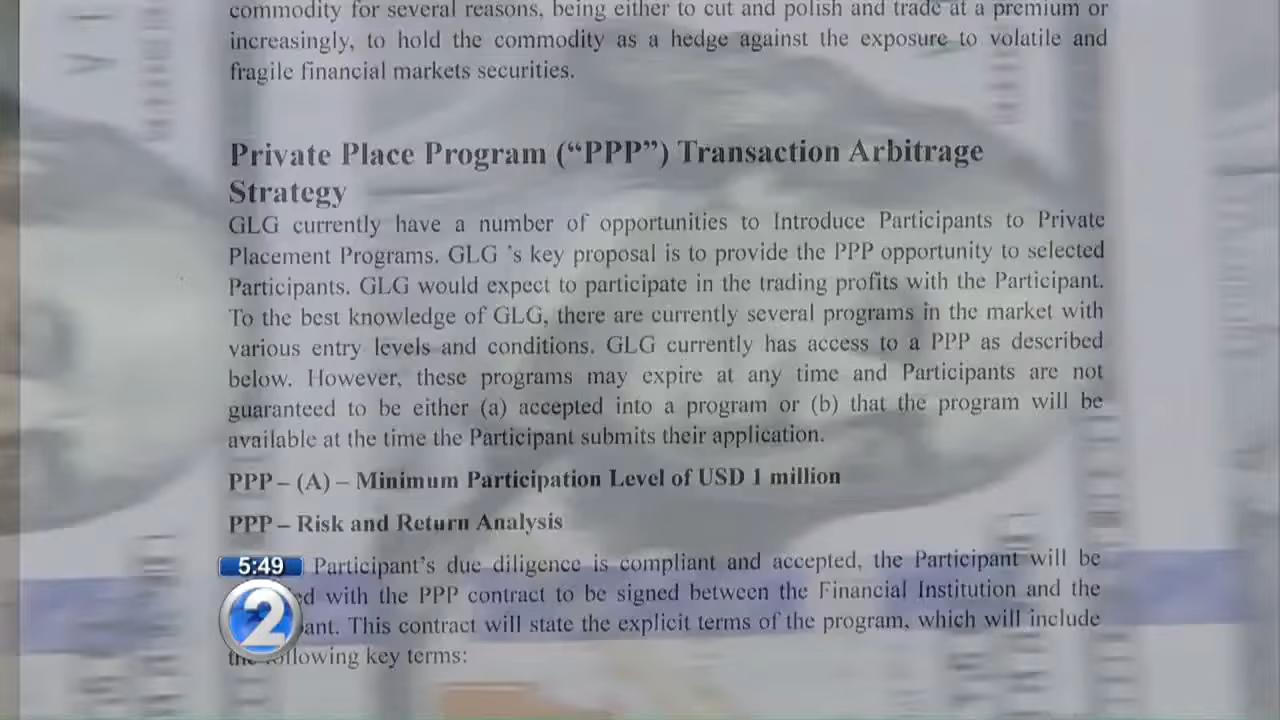 commodity for several reasons, being either to cut and polish and trade at a premium or
increasingly, to hold the commodity as a hedge against the exposure to volatile and
fragile financial markets securities.
Private Place Program (“PPP”) Transaction Arbitrage
Strategy
GLG currently have a number of opportunities to Introduce Participants to Private
Placement Programs. GLG 's key proposal is to provide the PPP opportunity to selected
Participants. GLG would expect to participate in the trading profits with the Participant.
To the best knowledge of GLG, there are currently several programs in the market with
various entry levels and conditions. GLG currently has access to a PPP as described
below. However, these programs may expire at any time and Participants are not
guaranteed to be either (a) accepted into a program or (b) that the program will be
available at the time the Participant submits their application.
PPP – (A) – Minimum Participation Level of USD 1 million
PPP – Risk and Return Analysis
5:49
2
Participant's due diligence is compliant and accepted, the Participant will be
with the PPP contract to be signed between the Financial Institution and the
This contract will state the explicit terms of the program, which will include
following key terms: